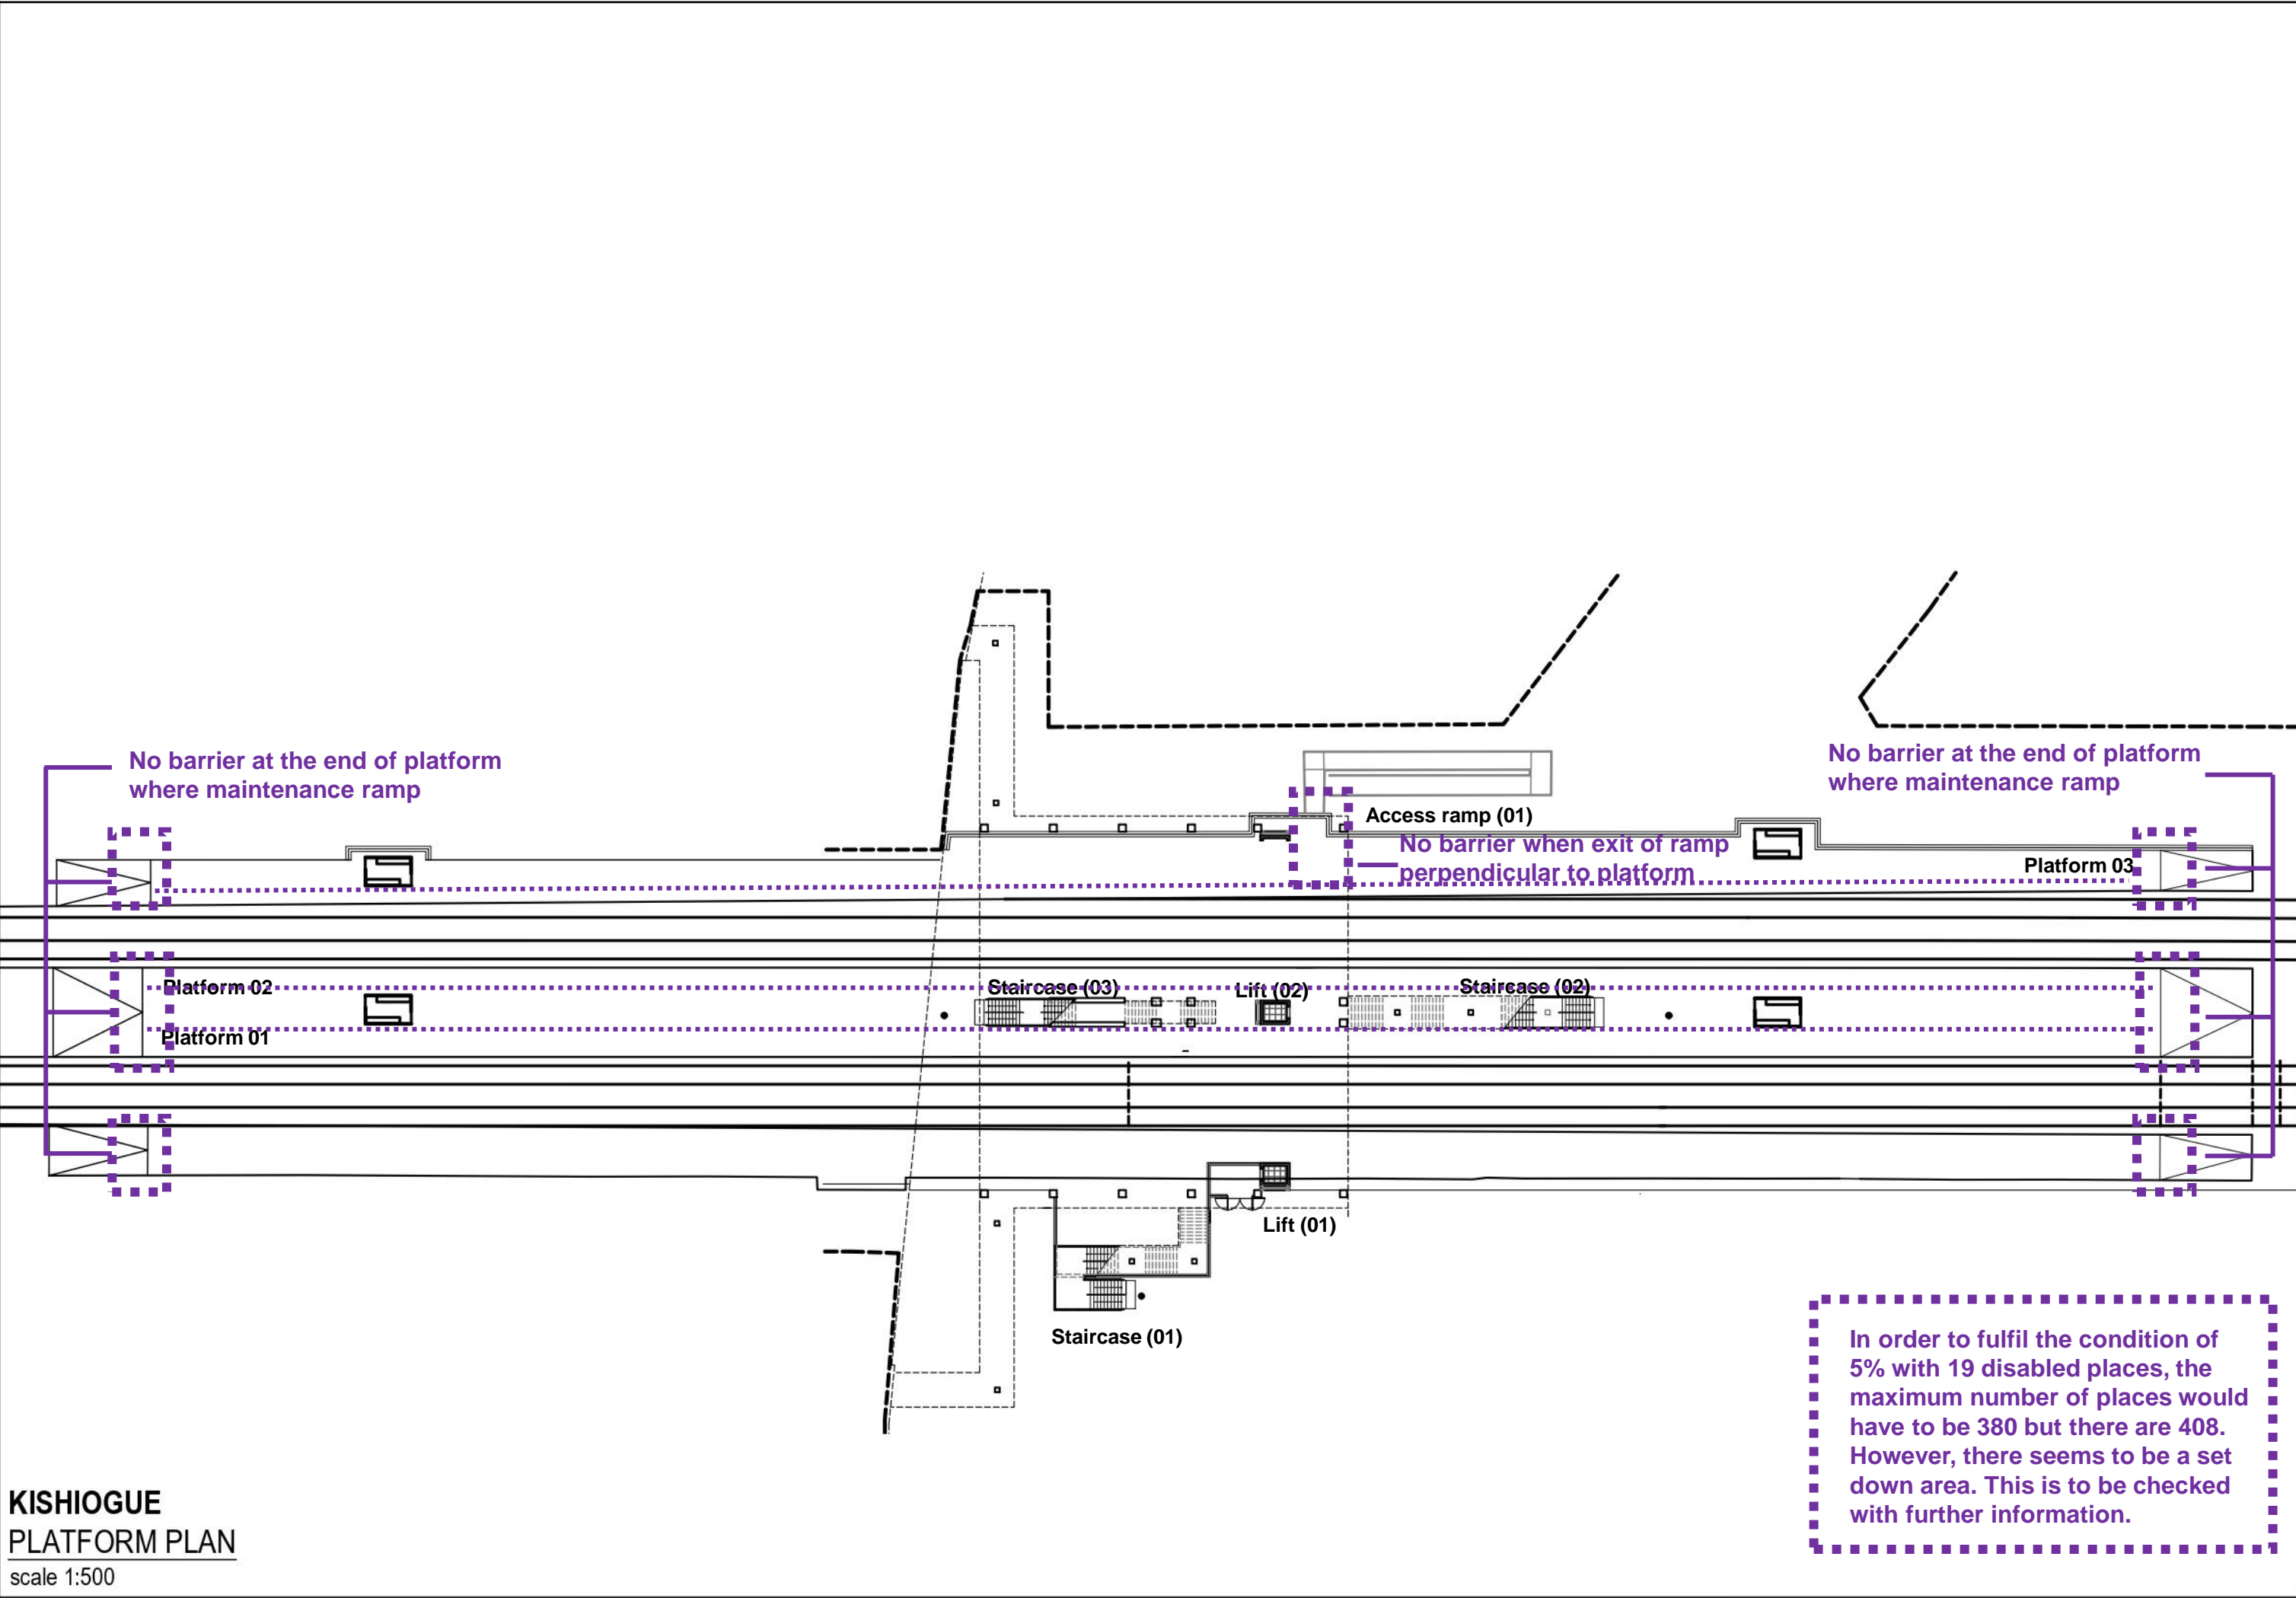 No barrier at the end of platform
where maintenance ramp
No barrier at the end of platform
where maintenance ramp
Access ramp (01)
No barrier when exit of ramp
perpendicular to platform
Platform 03
Platform 02
Staircase (03)
Lift (02)
Staircase (02)
Platform 01
Lift (01)
Staircase (01)
In order to fulfil the condition of
5% with 19 disabled places, the
maximum number of places would
have to be 380 but there are 408.
However, there seems to be a set
down area. This is to be checked
with further information.
KISHIOGUE
PLATFORM PLAN
scale 1:500